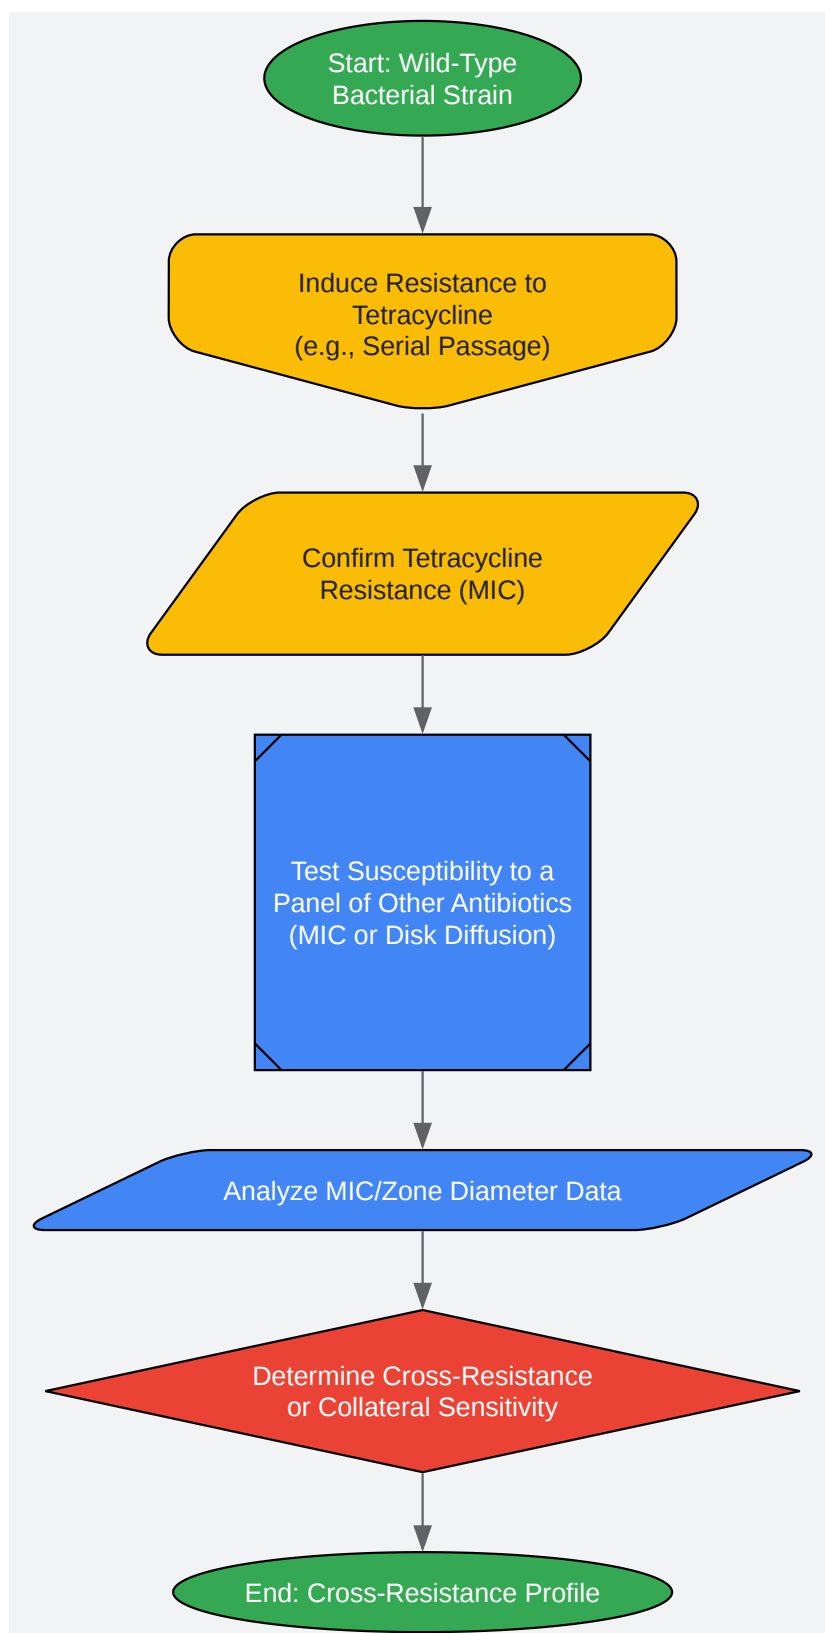 Start: Wild-Type
Bacterial Strain
Induce Resistance to
Tetracycline
(e.g., Serial Passage)
Confirm Tetracycline
Resistance (MIC)
Test Susceptibility to a
Panel of Other Antibiotics
(MIC or Disk Diffusion)
Analyze MIC/Zone Diameter Data
Determine Cross-Resistance
or Collateral Sensitivity
End: Cross-Resistance Profile